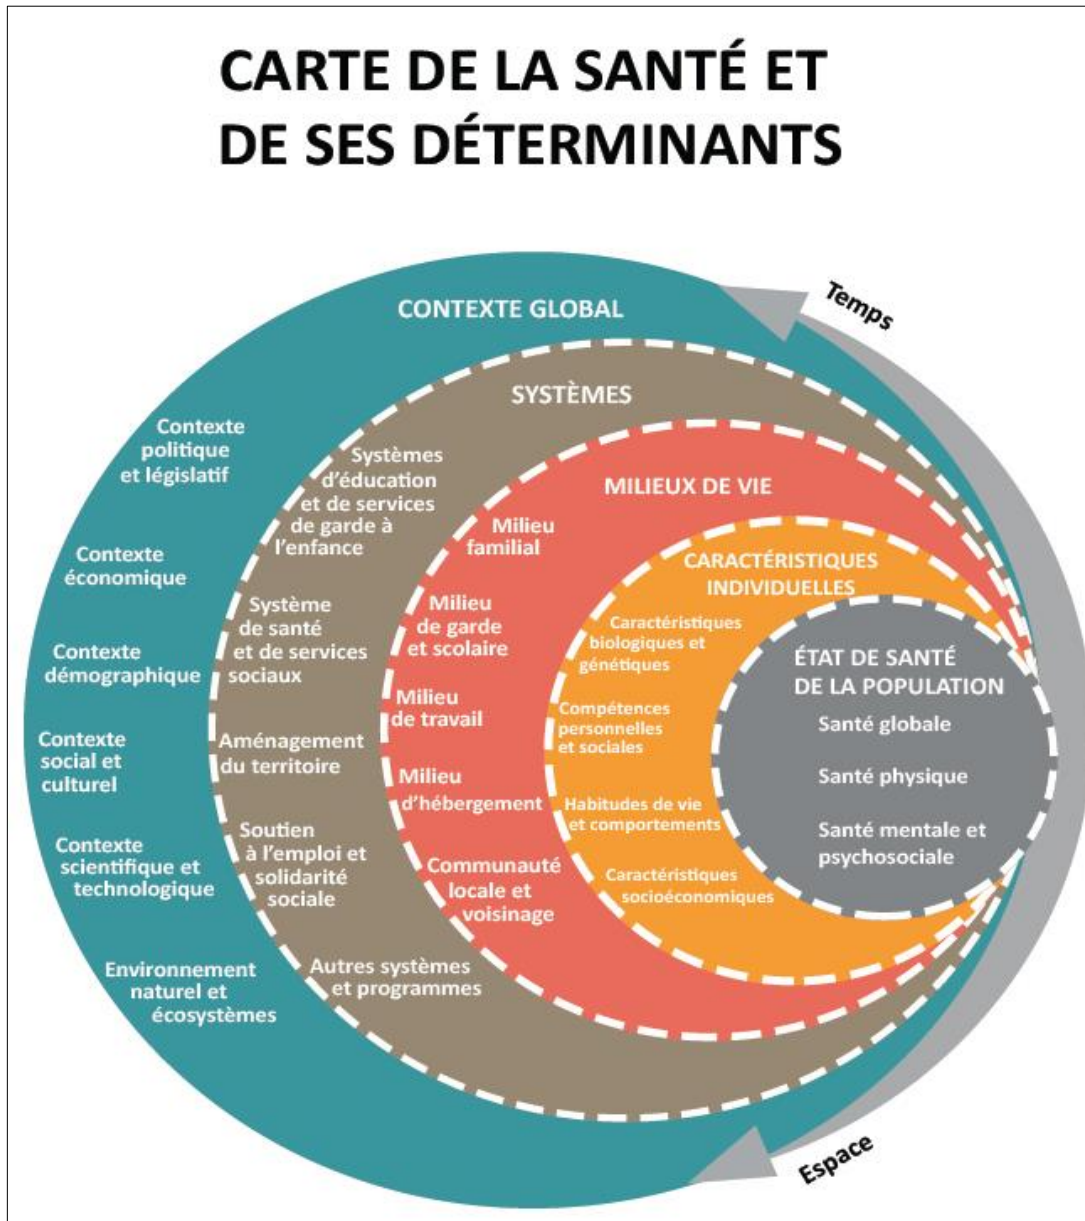 CARTE DE LA SANTÉ ET
DE SES DÉTERMINANTS
Temps
CONTEXTE GLOBAL
Contexte
politique
et législatif
Contexte
économique
Contexte
démographique
Contexte
social et
culturel
Contexte
scientifique et
technologique
Environnement
naturel et
écosystèmes
SYSTÈMES
Systèmes
d'éducation
et de services
de garde à
l'enfance
Système
de santé
et de services
sociaux
Aménagement
du territoire
Soutien
à l'emploi et
solidarité
sociale
Autres systèmes
et programmes
MILIEUX DE VIE
Milieu
familial
Milieu
de garde
et scolaire
Milieu
de travail
Milieu
d'hébergement
Communauté
locale et
voisinage
CARACTÉRISTIQUES
INDIVIDUELLES
Caractéristiques
biologiques et
génétiques
Compétences
personnelles
et sociales
Habitudes de vie
et comportements
Caractéristiques
socioéconomiques
ÉTAT DE SANTÉ
DE LA POPULATION
Santé globale
Santé physique
Santé mentale et
psychosociale
Espace